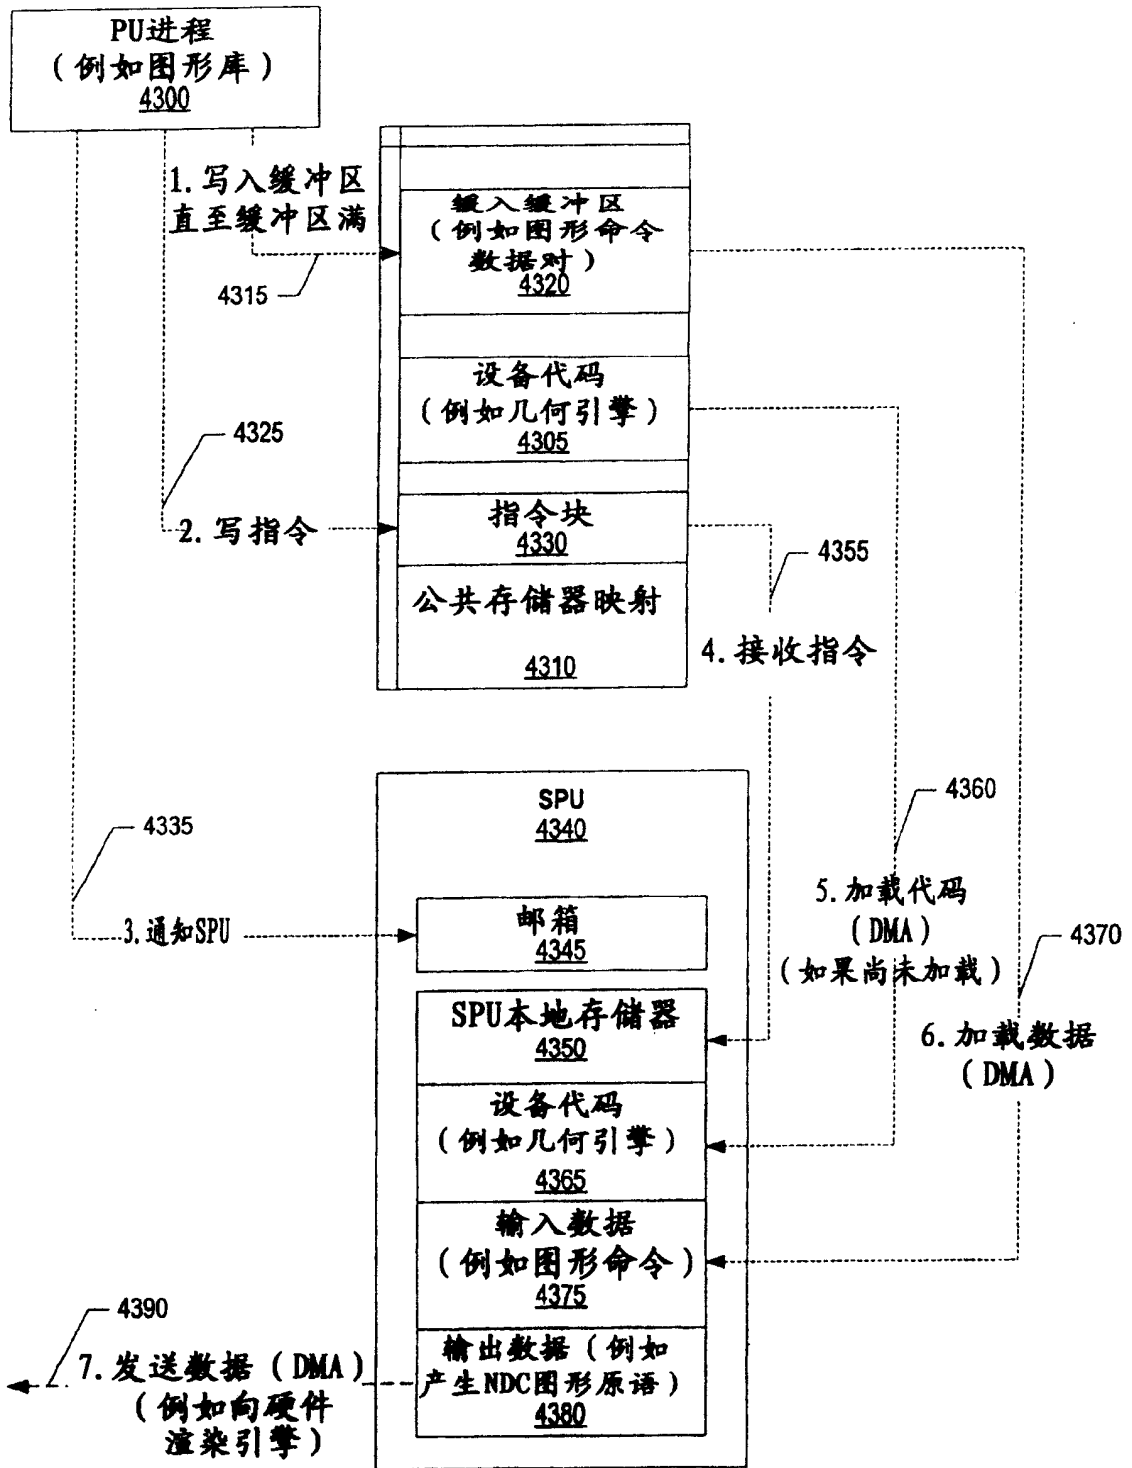 PU进程
(例如图形库)
4300
1.写入缓冲区
直至缓冲区满
4315
缓入缓冲区
(例如图形命令
数据对)
4320
设备代码
(例如几何引擎)
4305
4325
2.写指令
指令块
4330
4355
公共存储器映射
4310
4.接收指令
SPU
4340
4335
4360
3.通知SPU
邮箱
4345
5.加载代码
(DMA)
(如果尚未加载)
4370
SPU本地存储器
4350
6.加载数据
(DMA)
设备代码
(例如几何引擎)
4365
输入数据
(例如图形命令)
4375
4390
7.发送数据(DMA)
(例如向硬件
渲染引擎)
输出数据(例如
产生NDC图形原语)
4380